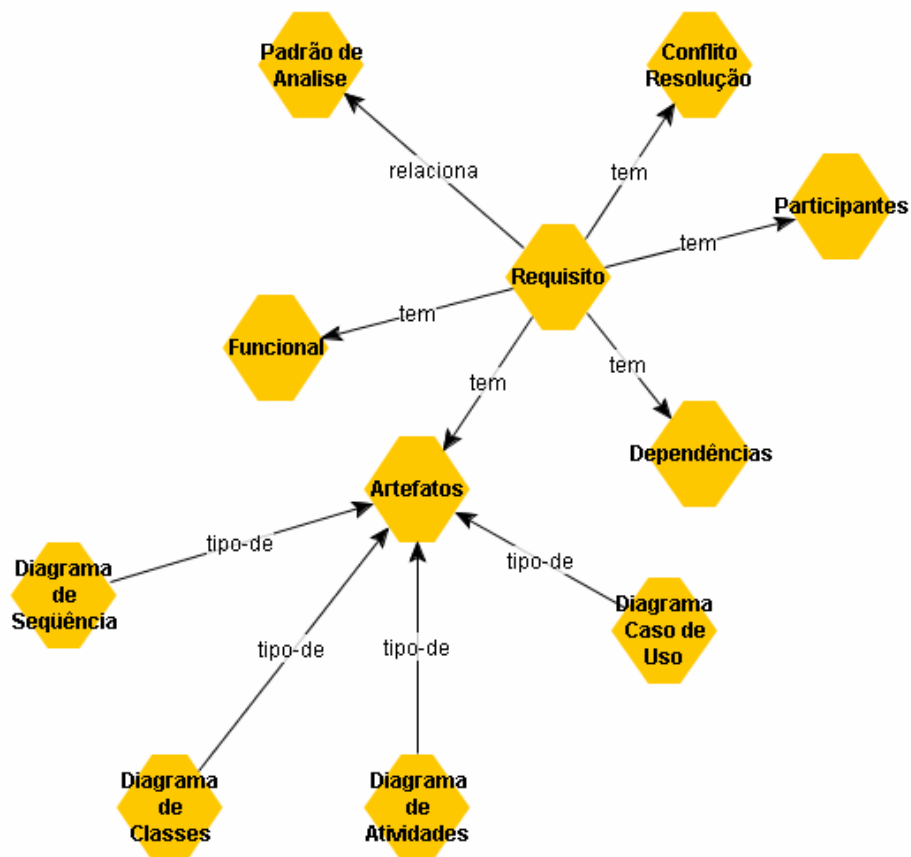 Padrão de
Analise
Conflito
Resolução
relaciona
tem
Participantes
tem
Requisito
tem
Funcional
tem
tem
Dependências
Artefatos
tipo-de
tipo-de
Diagrama
de
Seqüência
Diagrama
Caso de
Uso
tipo-de
tipo-de
Diagrama
de
Classes
Diagrama
de
Atividades